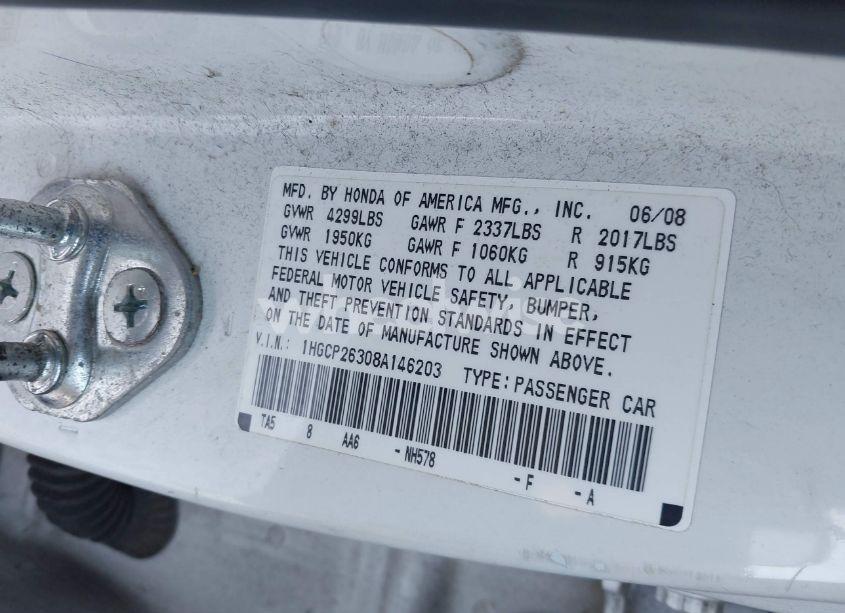 MFD. BY HONDA OF AMERICA MFG., INC. 06/08
GVWR 4299LBS GAWR F 2337LBS R 2017LBS
GVWR 1950KG GAWR F 1060KG R 915KG
THIS VEHICLE CONFORMS TO ALL APPLICABLE
FEDERAL MOTOR VEHICLE SAFETY, BUMPER,
AND THEFT PREVENTION STANDARDS IN EFFECT
ON THE DATE OF MANUFACTURE SHOWN ABOVE.
V.I.N.: 1HGCP26308A146203 TYPE:PASSENGER CAR
TA5 8 AA6 -NH578 -F -A